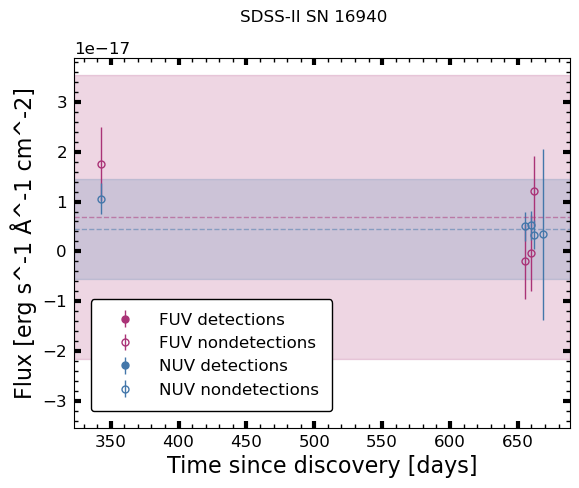 SDSS-II SN 16940
1e−17
3
2
1
0
−1
−2
−3
Flux [erg s^-1 Å^-1 cm^-2]
FUV detections
FUV nondetections
NUV detections
NUV nondetections
350 400 450 500 550 600 650
Time since discovery [days]